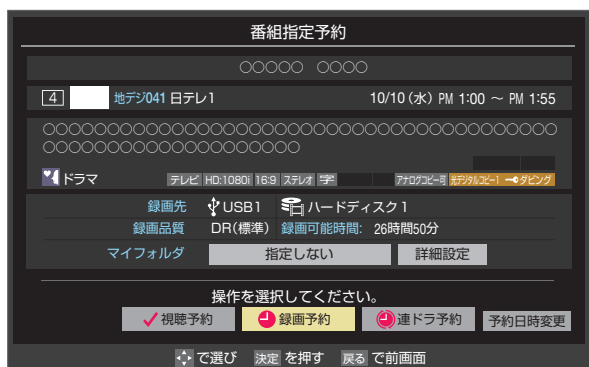 番組指定予約
○○○○○ ○○○○
4 地デジ041 日テレ1 10/10(水) PM 1:00 ～ PM 1:55
○○○○○○○○○○○○○○○○○○○○○○○○○○○○○○○○○○○○○○○
○○○○○○○○○○○○○○○○○○○
ドラマ テレビ HD:1080i 16:9 ステレオ 字 アナログコピー可 光デジタルコピー1 ダビング
録画先 USB1 ハードディスク1
録画品質 DR(標準) 録画可能時間: 26時間50分
マイフォルダ 指定しない 詳細設定
操作を選択してください。
視聴予約 録画予約 連ドラ予約 予約日時変更
で選び 決定 を押す 戻る で前画面